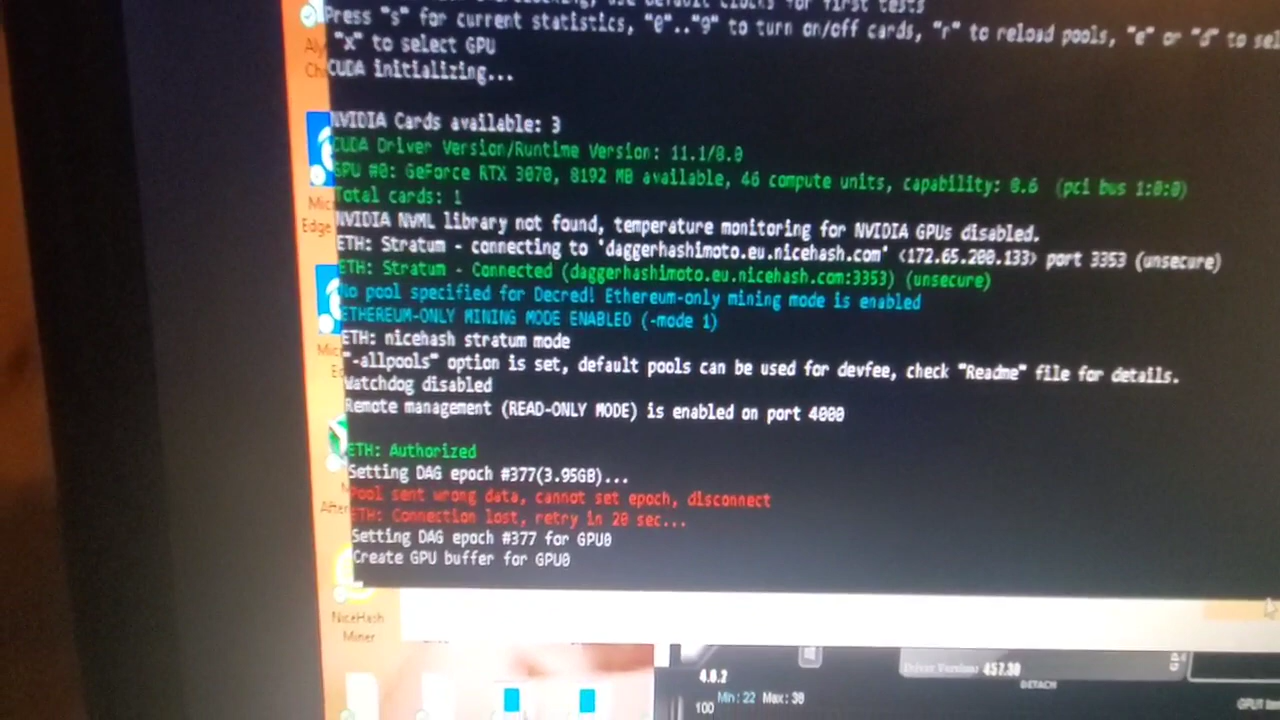 Press "s" for current statistics, "0".."9" to turn on/off cards, "r" to reload pools, "e" or "d" to sel
"x" to select GPU
CUDA initializing...
NVIDIA Cards available: 3
CUDA Driver Version/Runtime Version: 11.1/8.0
GPU #0: GeForce RTX 3070, 8192 MB available, 46 compute units, capability: 8.6 (pci bus 1:0:0)
Total cards: 1
NVIDIA NVML library not found, temperature monitoring for NVIDIA GPUs disabled.
ETH: Stratum - connecting to 'daggerhashimoto.eu.nicehash.com' <172.65.200.133> port 3353 (unsecure)
ETH: Stratum - Connected (daggerhashimoto.eu.nicehash.com:3353) (unsecure)
No pool specified for Decred! Ethereum-only mining mode is enabled
ETHEREUM-ONLY MINING MODE ENABLED (-mode 1)
ETH: nicehash stratum mode
"-allpools" option is set, default pools can be used for devfee, check "Readme" file for details.
Watchdog disabled
Remote management (READ-ONLY MODE) is enabled on port 4000
ETH: Authorized
Setting DAG epoch #377(3.95GB)...
Pool sent wrong data, cannot set epoch, disconnect
ETH: Connection lost, retry in 20 sec...
Setting DAG epoch #377 for GPU0
Create GPU buffer for GPU0
Mic
Edge
After
NiceHash
Miner
4.6.2
Driver Version: 457.30
DETACH
Min: 22 Max: 38
100